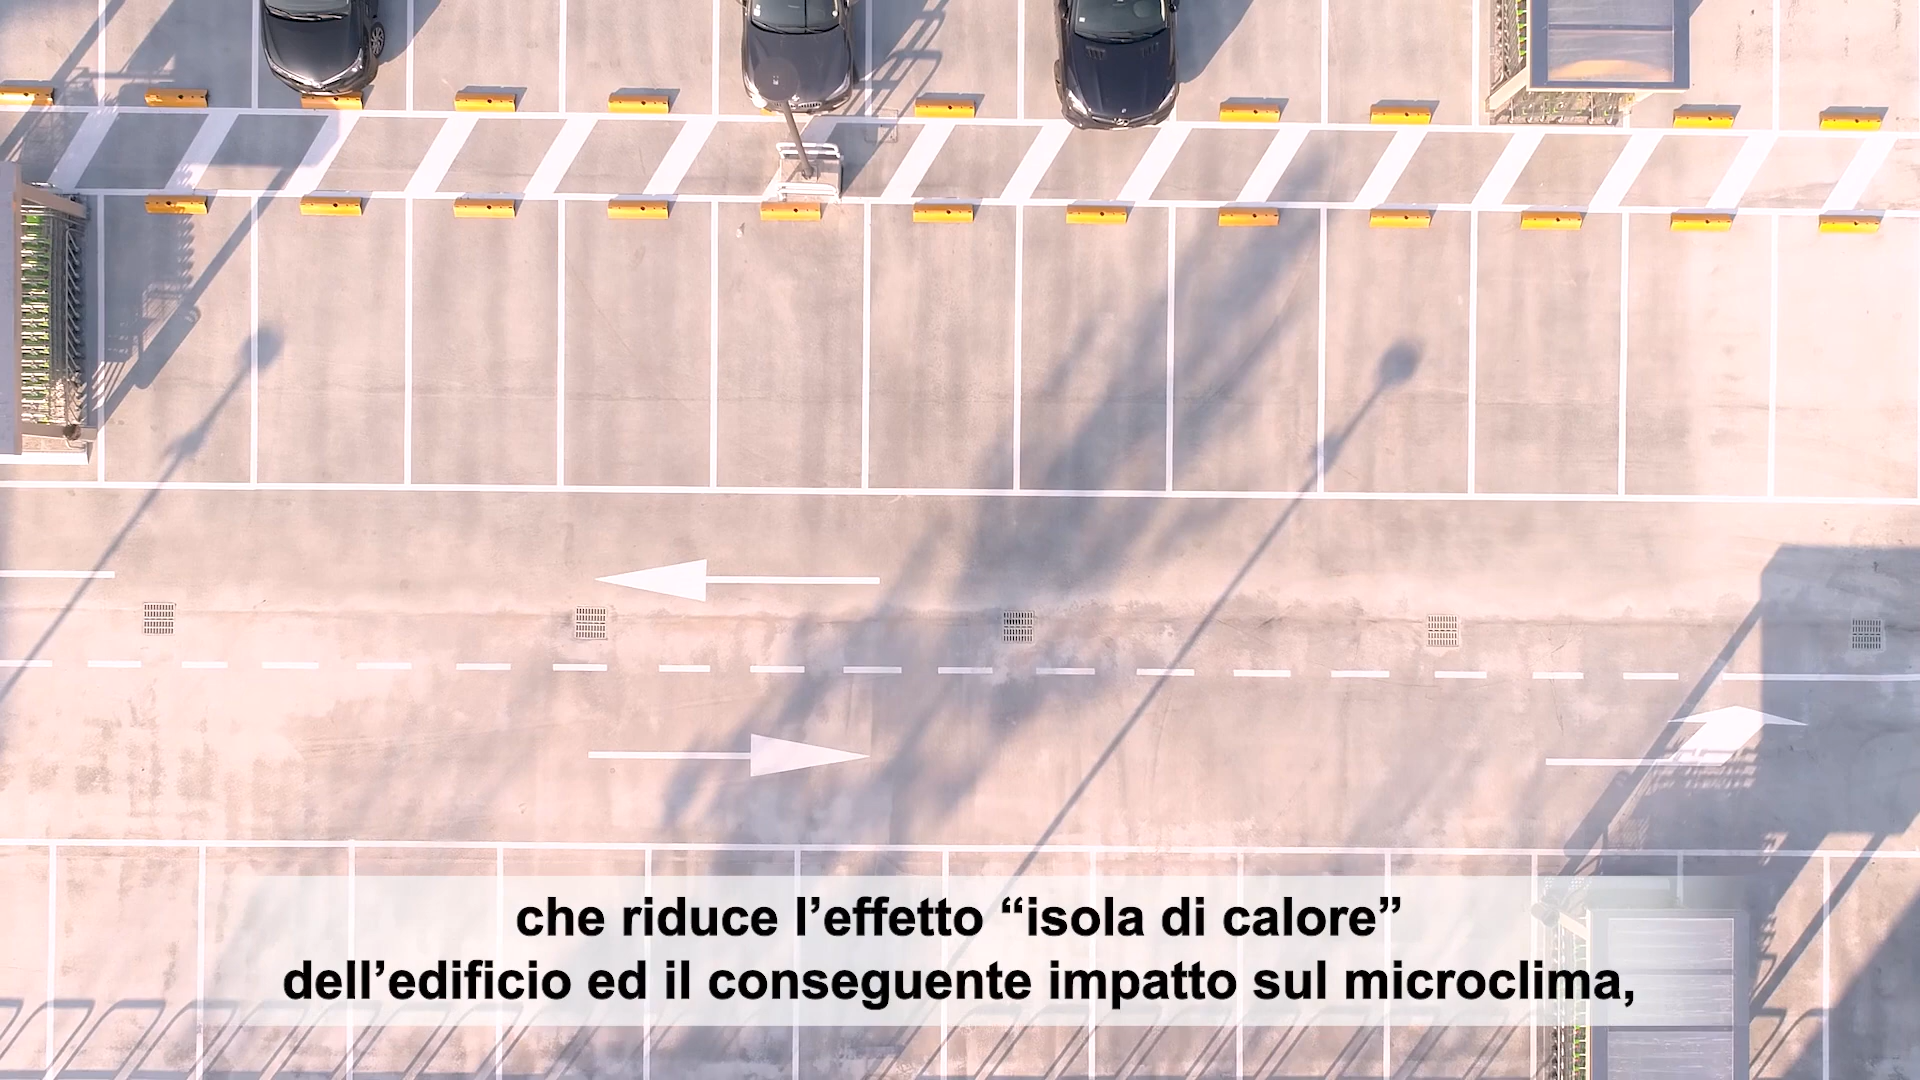 che riduce l’effetto “isola di calore”
dell’edificio ed il conseguente impatto sul microclima,